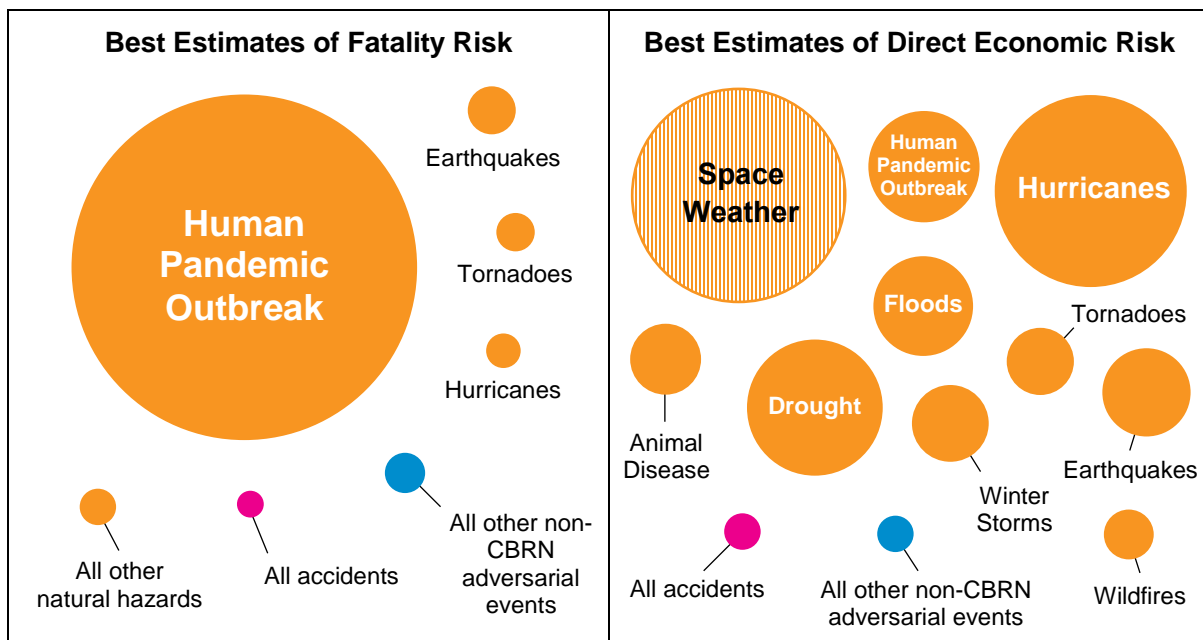 Best Estimates of Fatality Risk
Human
Pandemic
Outbreak
Earthquakes
Tornadoes
Hurricanes
All other
natural hazards
All accidents
All other non-
CBRN
adversarial
events
Best Estimates of Direct Economic Risk
Space
Weather
Human
Pandemic
Outbreak
Hurricanes
Floods
Tornadoes
Animal
Disease
Drought
Winter
Storms
Earthquakes
All accidents
All other non-CBRN
adversarial events
Wildfires